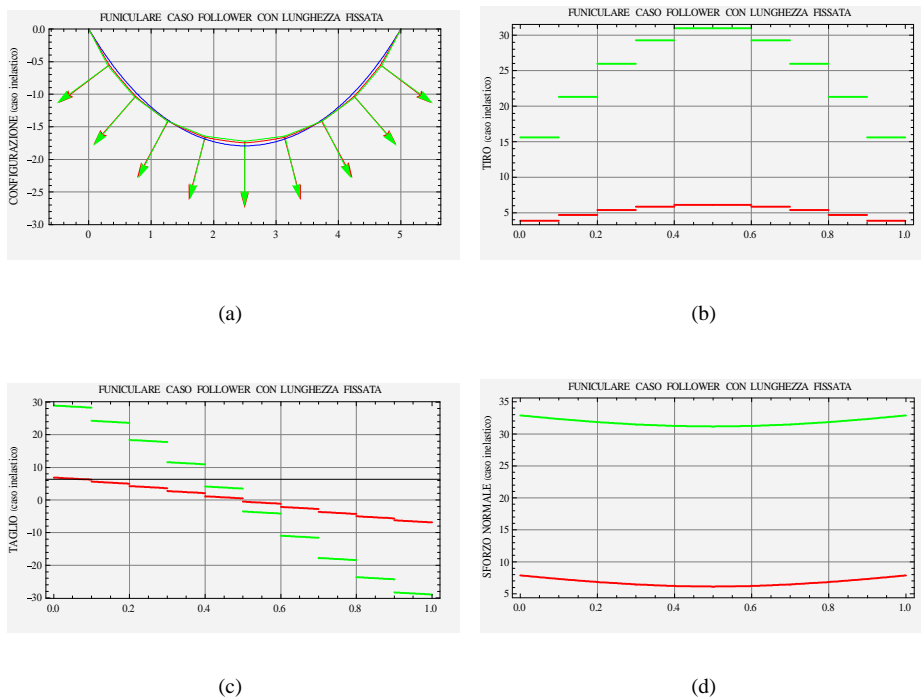 FUNICULARE CASO FOLLOWER CON LUNGHEZZA FISSATA
CONFIGURAZIONE (caso inelastico)
0.0
-0.5
-1.0
-1.5
-2.0
-2.5
-3.0
0 1 2 3 4 5
(a)
FUNICULARE CASO FOLLOWER CON LUNGHEZZA FISSATA
TIRO (caso inelastico)
30
25
20
15
10
5
0.0 0.2 0.4 0.6 0.8 1.0
(b)
FUNICULARE CASO FOLLOWER CON LUNGHEZZA FISSATA
TAGLIO (caso inelastico)
30
20
10
0
-10
-20
-30
0.0 0.2 0.4 0.6 0.8 1.0
(c)
FUNICULARE CASO FOLLOWER CON LUNGHEZZA FISSATA
SFORZO NORMALE (caso inelastico)
35
30
25
20
15
10
5
0.0 0.2 0.4 0.6 0.8 1.0
(d)